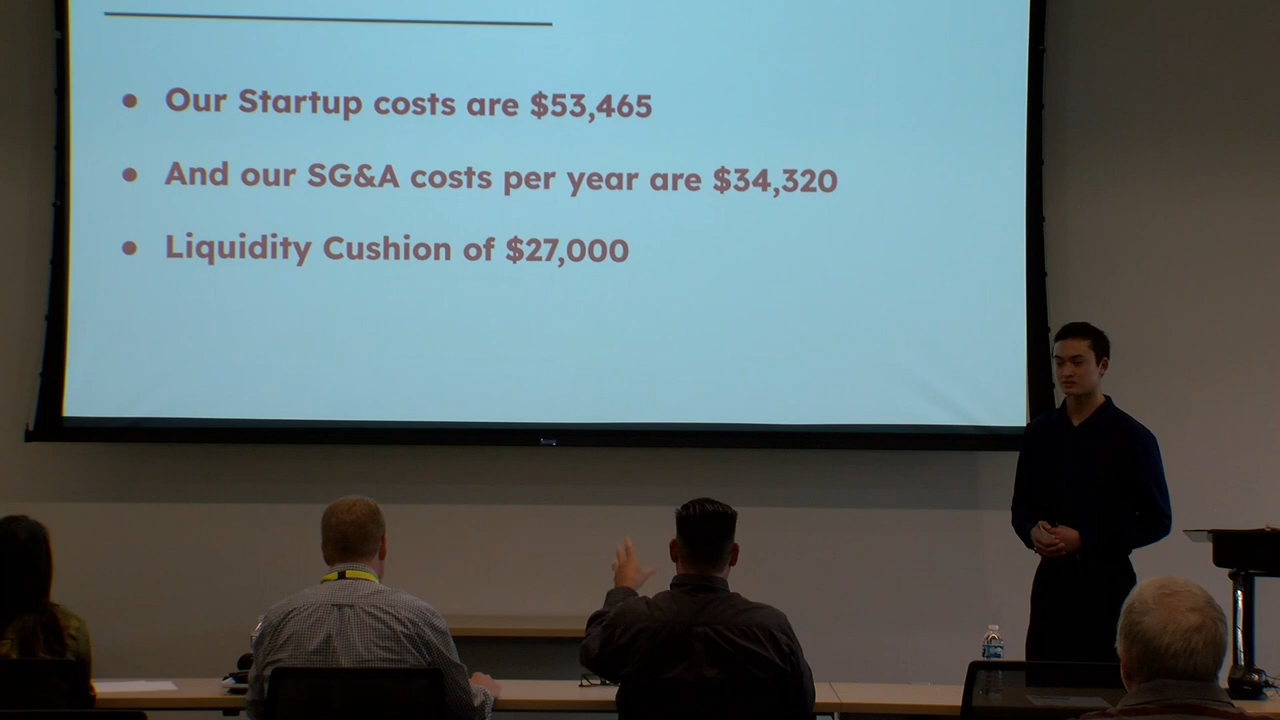 ● Our Startup costs are $53,465
● And our SG&A costs per year are $34,320
● Liquidity Cushion of $27,000